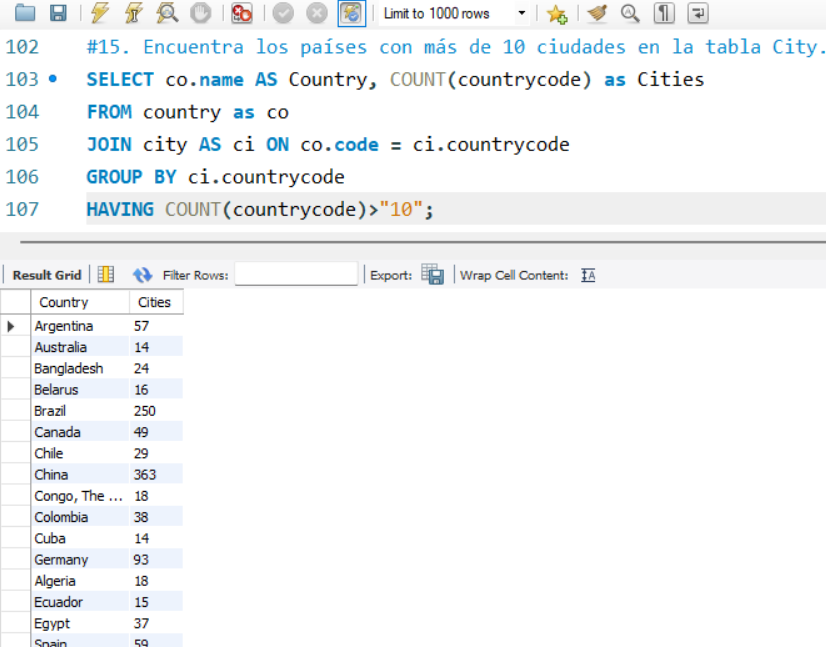 Limit to 1000 rows
102 #15. Encuentra los países con más de 10 ciudades en la tabla City.
103 SELECT co.name AS Country, COUNT(countrycode) as Cities
104 FROM country as co
105 JOIN city AS ci ON co.code = ci.countrycode
106 GROUP BY ci.countrycode
107 HAVING COUNT(countrycode)>"10";
Result Grid Filter Rows: Export: Wrap Cell Content:
Country Cities
Argentina 57
Australia 14
Bangladesh 24
Belarus 16
Brazil 250
Canada 49
Chile 29
China 363
Congo, The ... 18
Colombia 38
Cuba 14
Germany 93
Algeria 18
Ecuador 15
Egypt 37
Spain 59